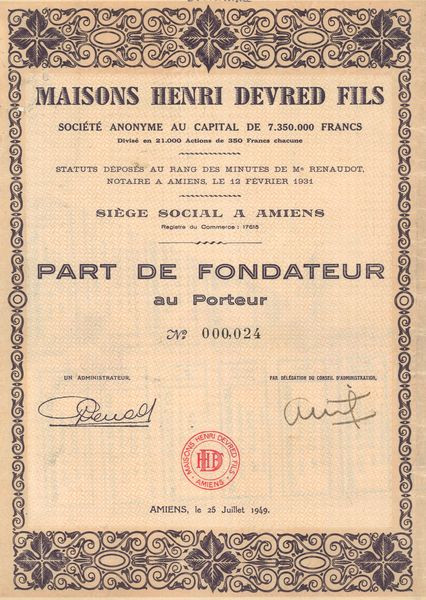 MAISONS HENRI DEVRED FILS
SOCIÉTÉ ANONYME AU CAPITAL DE 7.350.000 FRANCS
Divisé en 21.000 Actions de 350 Francs chacune
STATUTS DÉPOSÉS AU RANG DES MINUTES DE Me RENAUDOT,
NOTAIRE A AMIENS, LE 12 FÉVRIER 1931
SIÈGE SOCIAL A AMIENS
Registre du Commerce : 17615
PART DE FONDATEUR
au Porteur
No 000,024
UN ADMINISTRATEUR,
PAR DÉLÉGATION DU CONSEIL D'ADMINISTRATION,
MAISONS HENRI DEVRED FILS
HDF
AMIENS
AMIENS, le 25 Juillet 1949.